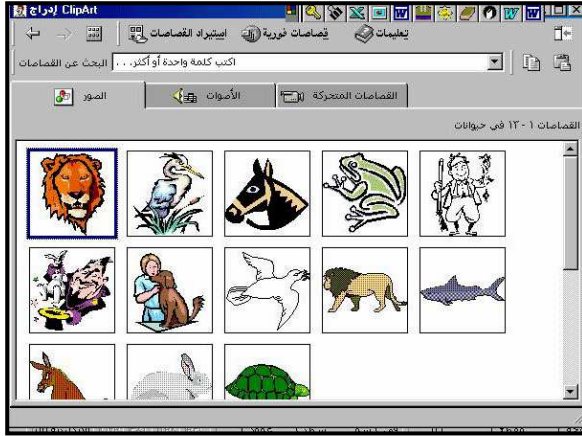 إدراج ClipArt
استيراد القصاصات قصاصات فورية تعليمات
البحث عن القصاصات اكتب كلمة واحدة أو أكثر. . .
الصور الأصوات القصاصات المتحركة
القصاصات ١ - ١٣ في حيوانات